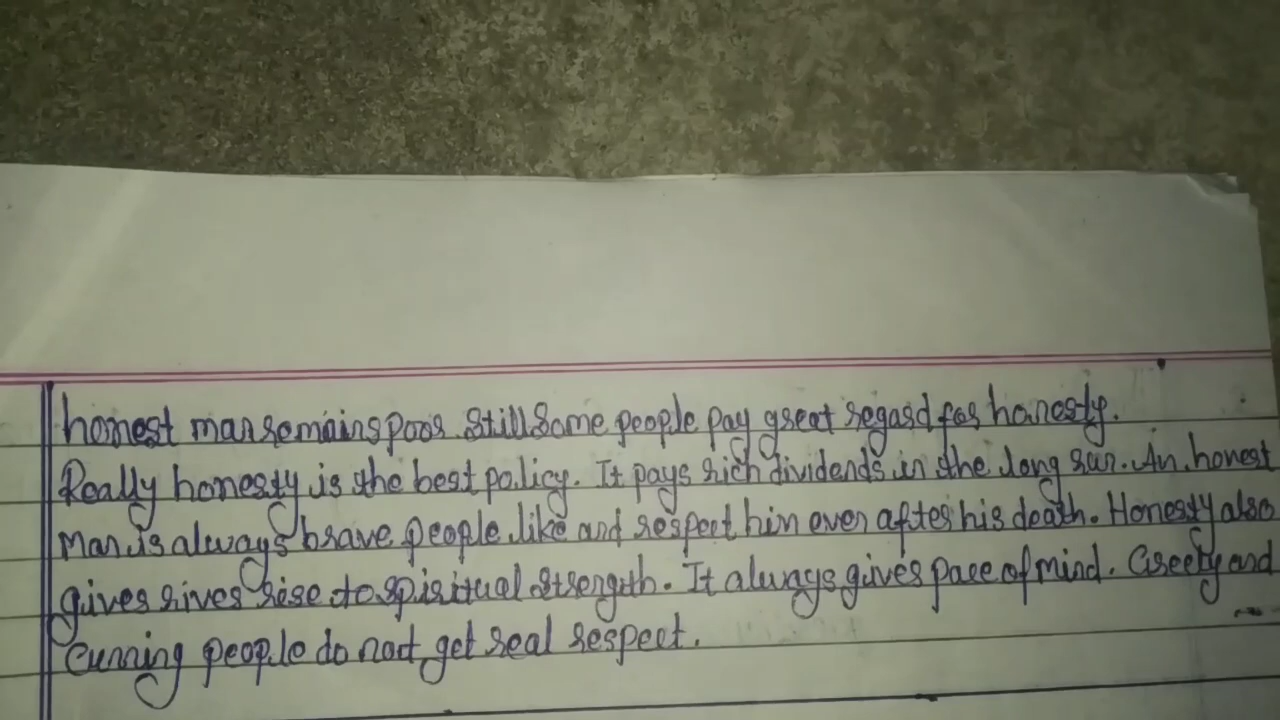 honest man remains poor. Still Some people pay great regard for honesty.
Really honesty is the best policy. It pays rich dividends in the long run. An honest
Man is always brave people like and respect him even after his death. Honesty also
gives rives rise to spiritual strength. It always gives pace of mind. Greety and
Cunning people do not get real respect.